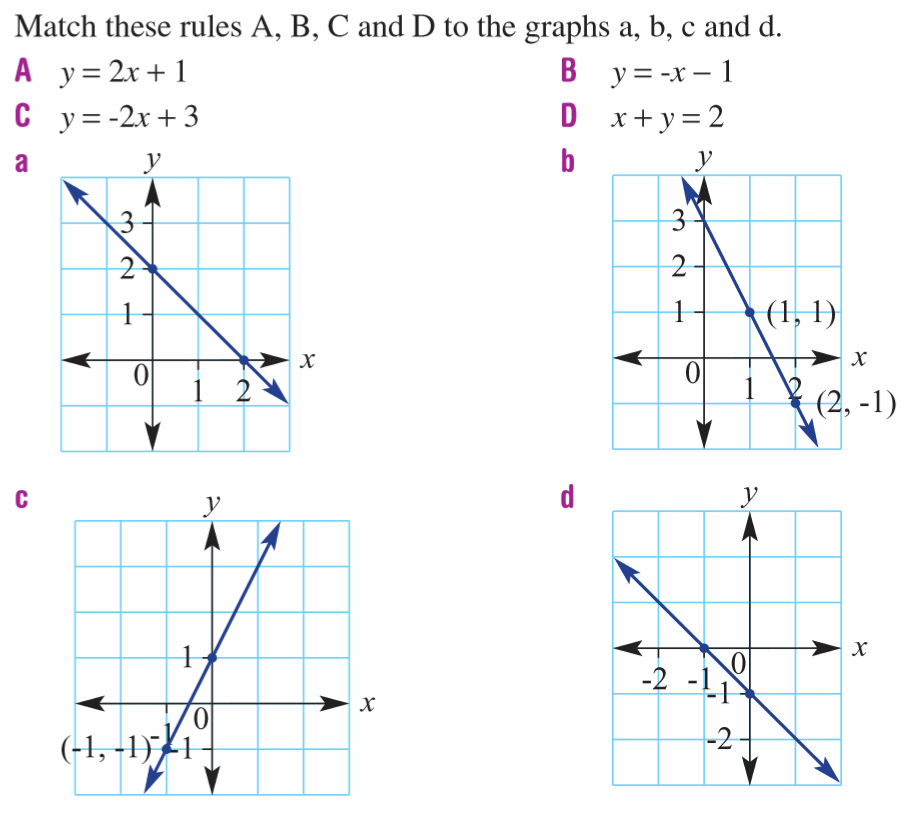 Match these rules A, B, C and D to the graphs a, b, c and d.
A y = 2x + 1
B y = -x – 1
C y = -2x + 3
D x + y = 2
a
y
3
2
1
0
1
2
x
b
y
3
2
1
(1, 1)
x
0
1
2
(2, -1)
c
y
1
x
0
-1
(-1, -1)
-1
d
y
x
0
-2
-1
-1
-2